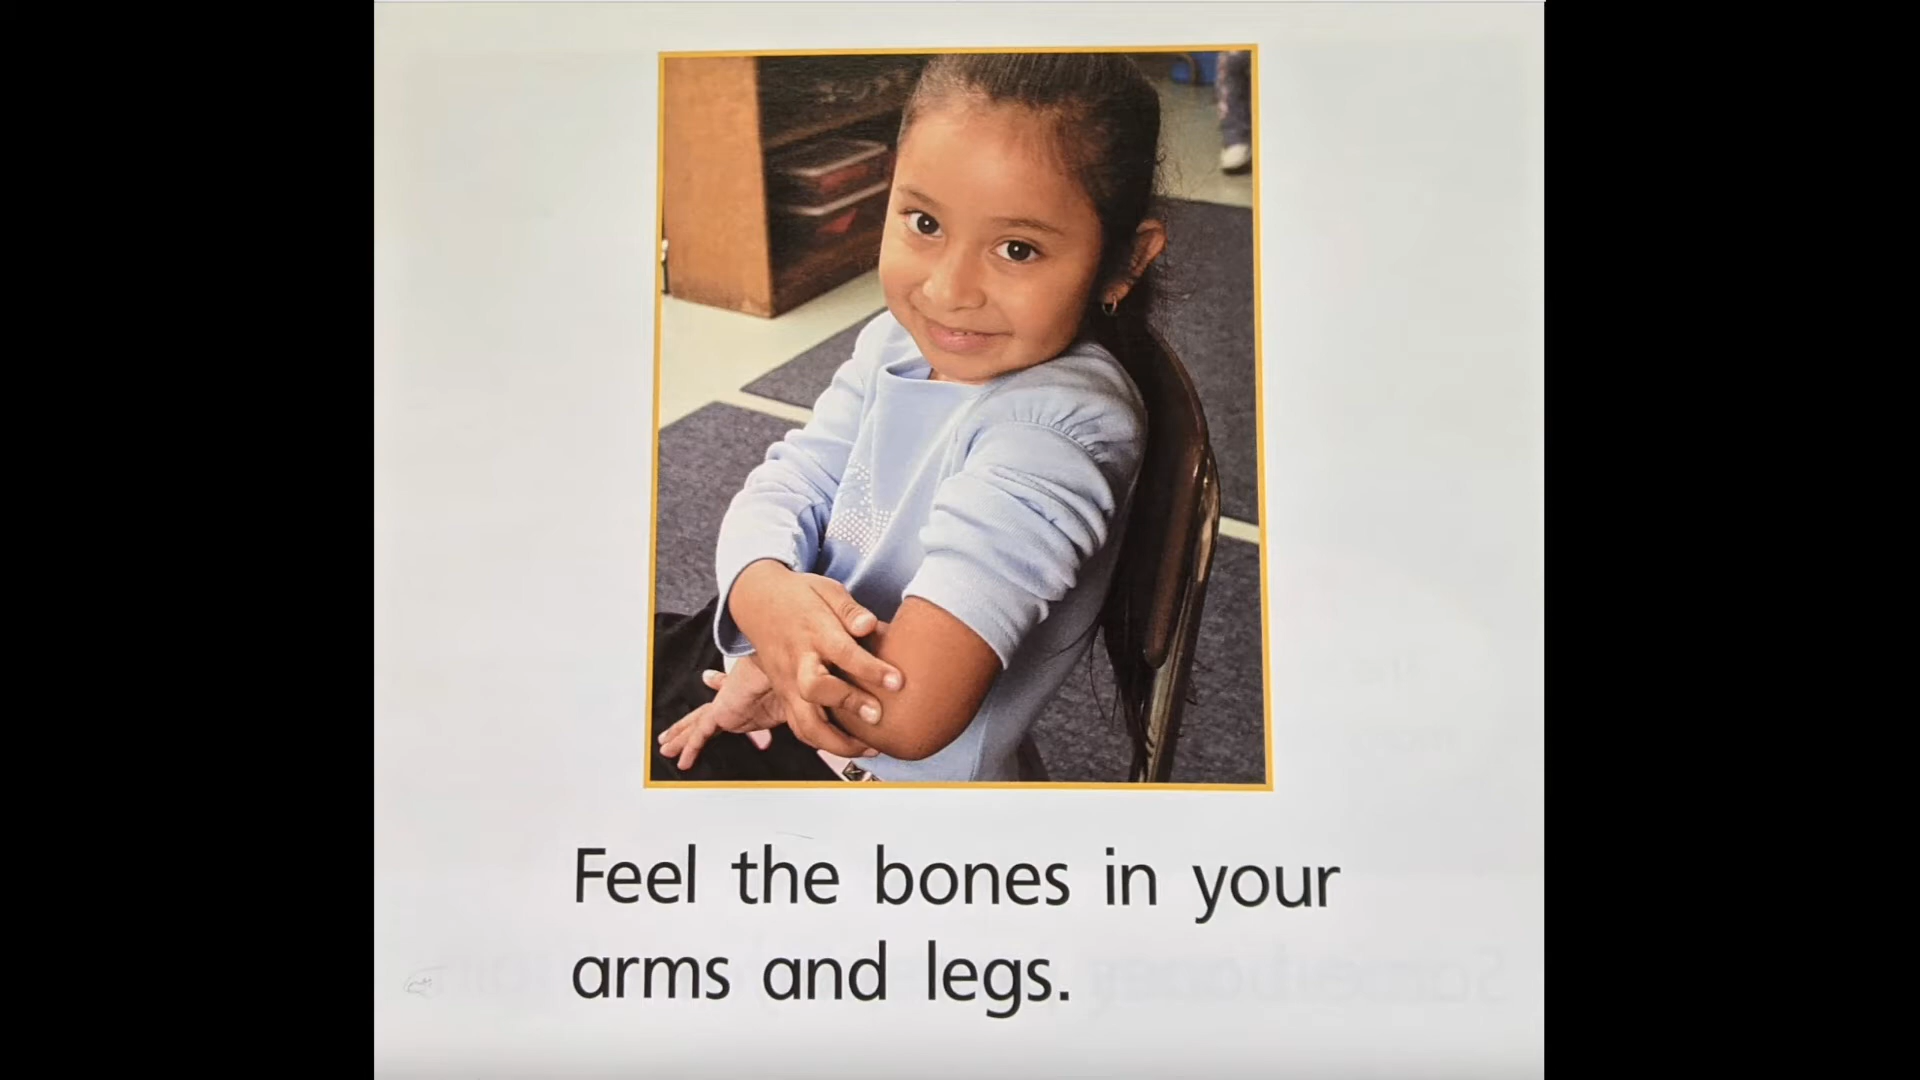 Feel the bones in your
arms and legs.